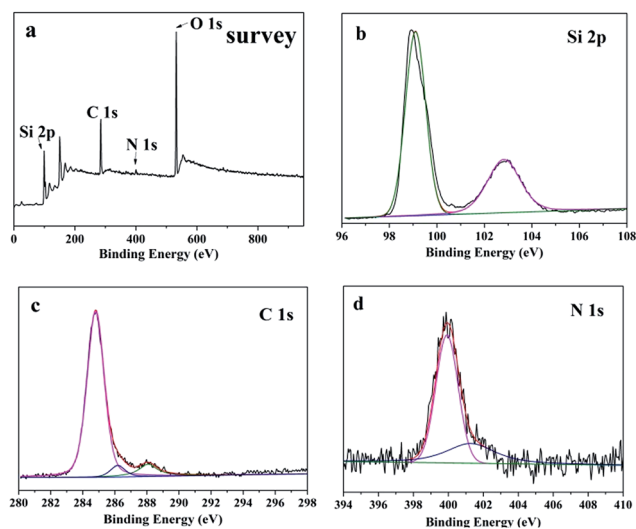 a
survey
O 1s
C 1s
Si 2p
N 1s
0 200 400 600 800
Binding Energy (eV)
b
Si 2p
96 98 100 102 104 106 108
Binding Energy (eV)
c
C 1s
280 282 284 286 288 290 292 294 296 298
Binding Energy (eV)
d
N 1s
394 396 398 400 402 404 406 408 410
Binding Energy (eV)